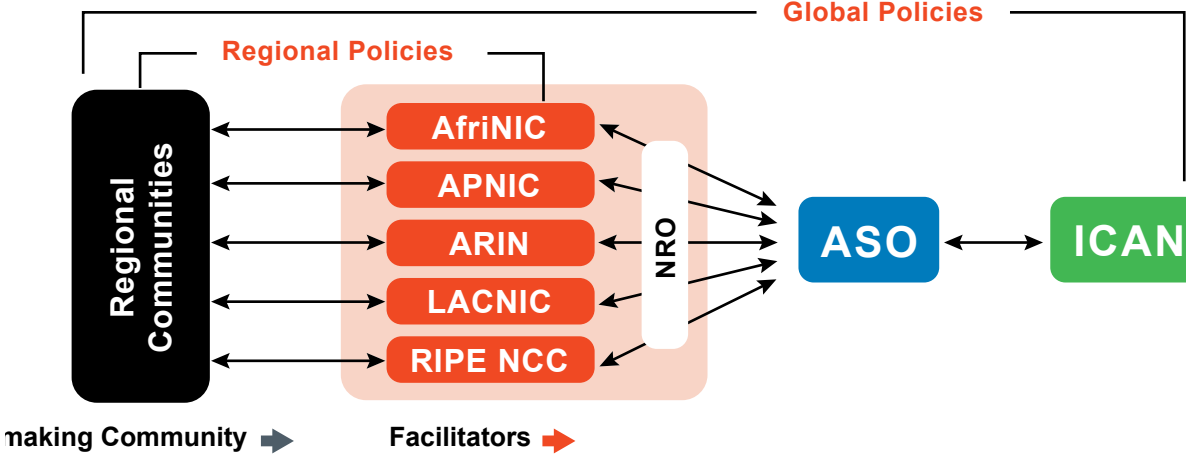 Global Policies
Regional Policies
Regional
Communities
AfriNIC
APNIC
ARIN
LACNIC
RIPE NCC
NRO
ASO
ICAN
making Community
Facilitators